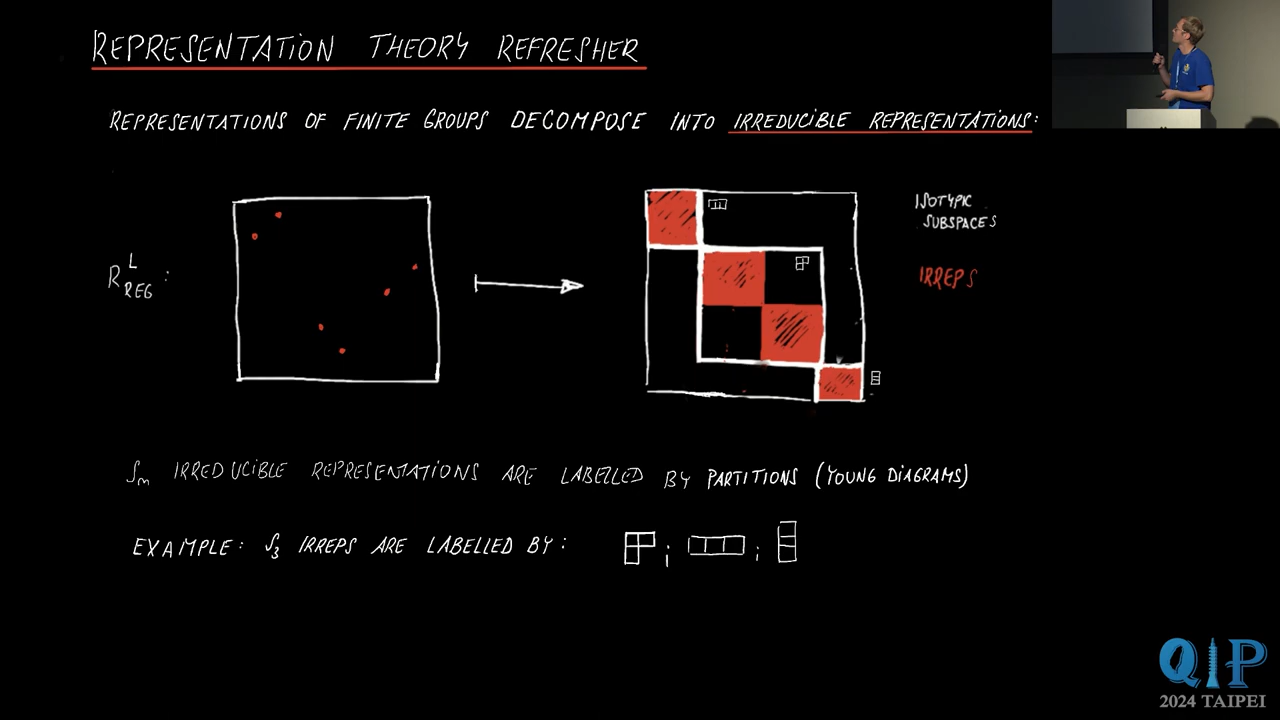 REPRESENTATION THEORY REFRESHER
REPRESENTATIONS OF FINITE GROUPS DECOMPOSE INTO IRREDUCIBLE REPRESENTATIONS:
R^L_REG :
ISOTYPIC
SUBSPACES
IRREPS
S_m IRREDUCIBLE REPRESENTATIONS ARE LABELLED BY PARTITIONS (YOUNG DIAGRAMS)
EXAMPLE: S_3 IRREPS ARE LABELLED BY: ; ;
QIP
2024 TAIPEI